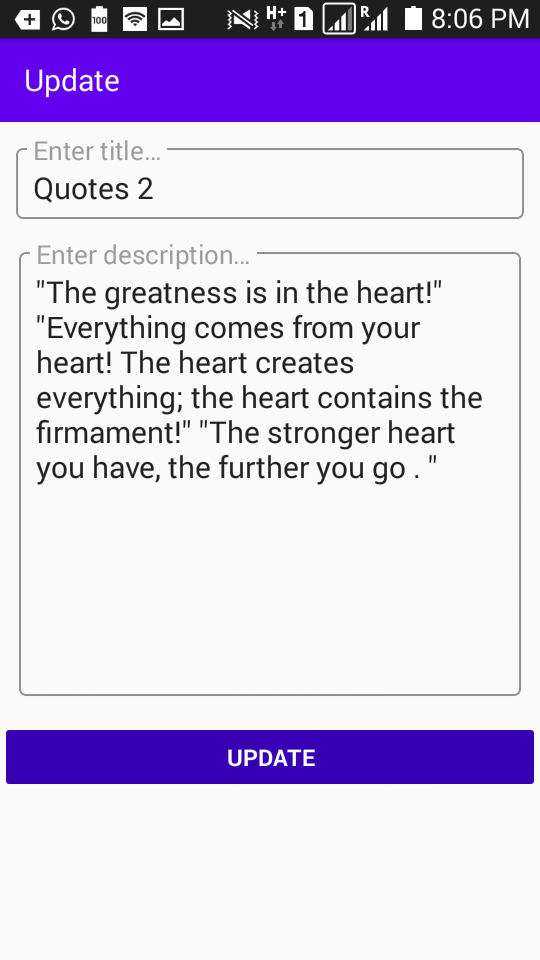 100 H+ 1 R 8:06 PM
Update
Enter title...
Quotes 2
Enter description...
"The greatness is in the heart!"
"Everything comes from your
heart! The heart creates
everything; the heart contains the
firmament!" "The stronger heart
you have, the further you go . "
UPDATE